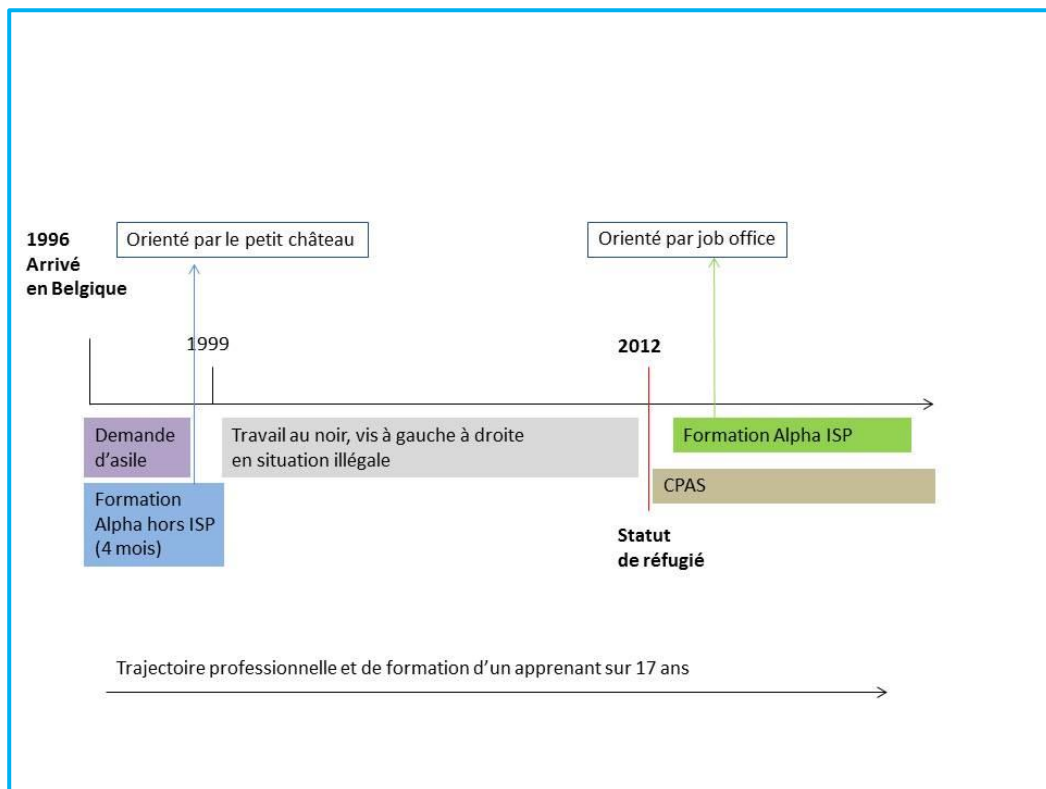 1996
Arrivé
en Belgique
Orienté par le petit château
Orienté par job office
1999
2012
Demande
d'asile
Travail au noir, vis à gauche à droite
en situation illégale
Formation Alpha ISP
Formation
Alpha hors ISP
(4 mois)
CPAS
Statut
de réfugié
Trajectoire professionnelle et de formation d'un apprenant sur 17 ans